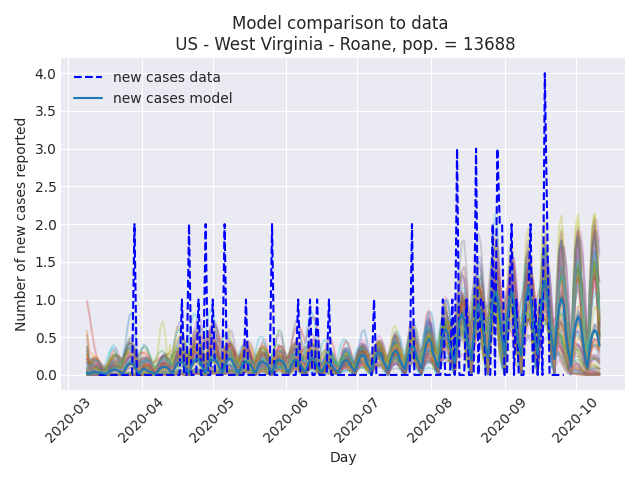 Model comparison to data
US - West Virginia - Roane, pop. = 13688
new cases data
new cases model
Number of new cases reported
4.0
3.5
3.0
2.5
2.0
1.5
1.0
0.5
0.0
2020-03
2020-04
2020-05
2020-06
2020-07
2020-08
2020-09
2020-10
Day